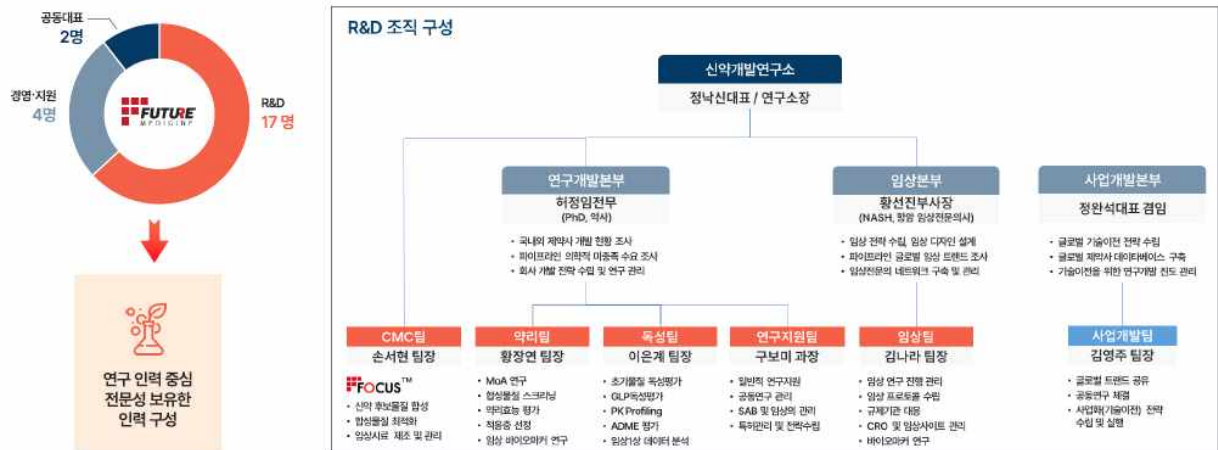 공동대표
2명
경영·지원
4명
FUTURE
MEDICINE
R&D
17 명
연구 인력 중심
전문성 보유한
인력 구성
R&D 조직 구성
신약개발연구소
정낙신대표 / 연구소장
연구개발본부
허정임전무
(PhD, 약사)
• 국내외 제약사 개발 현황 조사
• 파이프라인 의학적 미충족 수요 조사
• 회사 개발 전략 수립 및 연구 관리
임상본부
황선진부사장
(NASH, 항암 임상전문의사)
• 임상 전략 수립, 임상 디자인 설계
• 파이프라인 글로벌 임상 트렌드 조사
• 임상전문의 네트워크 구축 및 관리
사업개발본부
정완석대표 겸임
• 글로벌 기술이전 전략 수립
• 글로벌 제약사 데이타베이스 구축
• 기술이전을 위한 연구개발 진도 관리
CMC팀
손서현 팀장
FOCUS™
• 신약 후보물질 합성
• 합성물질 최적화
• 임상시료 제조 및 관리
약리팀
황장연 팀장
• MoA 연구
• 합성물질 스크리닝
• 약리효능 평가
• 적응증 선정
• 임상 바이오마커 연구
독성팀
이은계 팀장
• 초기물질 독성평가
• GLP독성평가
• PK Profiling
• ADME 평가
• 임상1상 데이터 분석
연구지원팀
구보미 과장
• 일반적 연구지원
• 공동연구 관리
• SAB 및 임상의 관리
• 특허관리 및 전략수립
임상팀
김나라 팀장
• 임상 연구 진행 관리
• 임상 프로토콜 수립
• 규제기관 대응
• CRO 및 임상사이트 관리
• 바이오마커 연구
사업개발팀
김영주 팀장
• 글로벌 트렌드 공유
• 공동연구 체결
• 사업화(기술이전) 전략
수립 및 실행